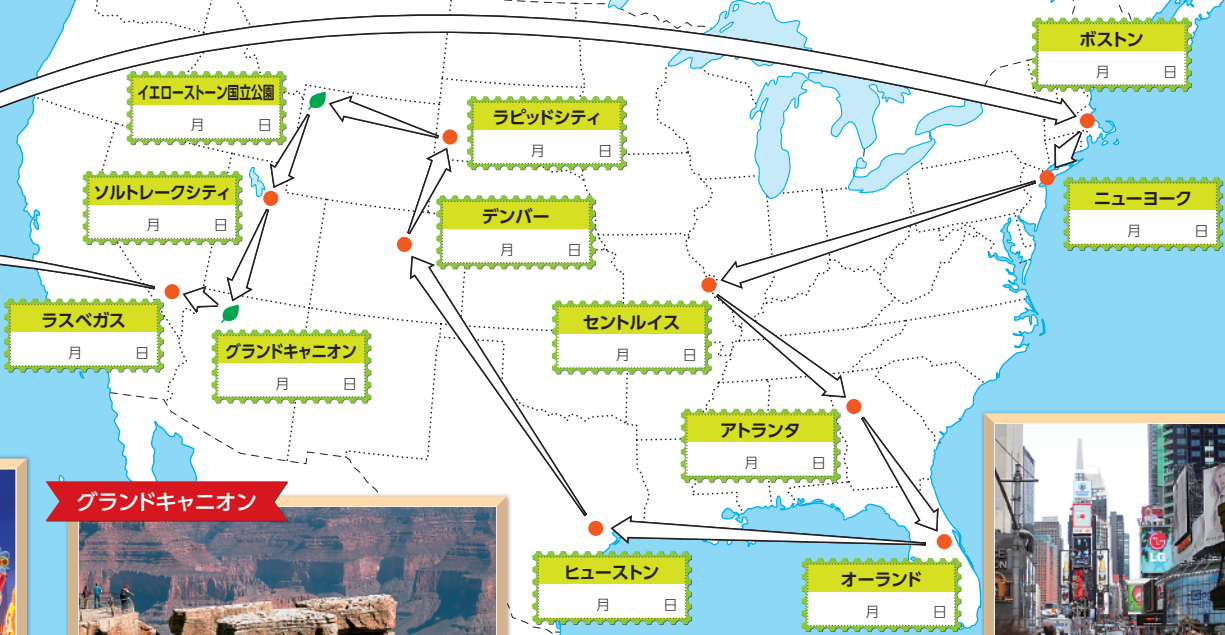 ボストン
月 日
イエローストーン国立公園
月 日
ラピッドシティ
月 日
ソルトレークシティ
月 日
デンバー
月 日
ニューヨーク
月 日
ラスベガス
月 日
グランドキャニオン
月 日
セントルイス
月 日
アトランタ
月 日
グランドキャニオン
ヒューストン
月 日
オーランド
月 日
LG